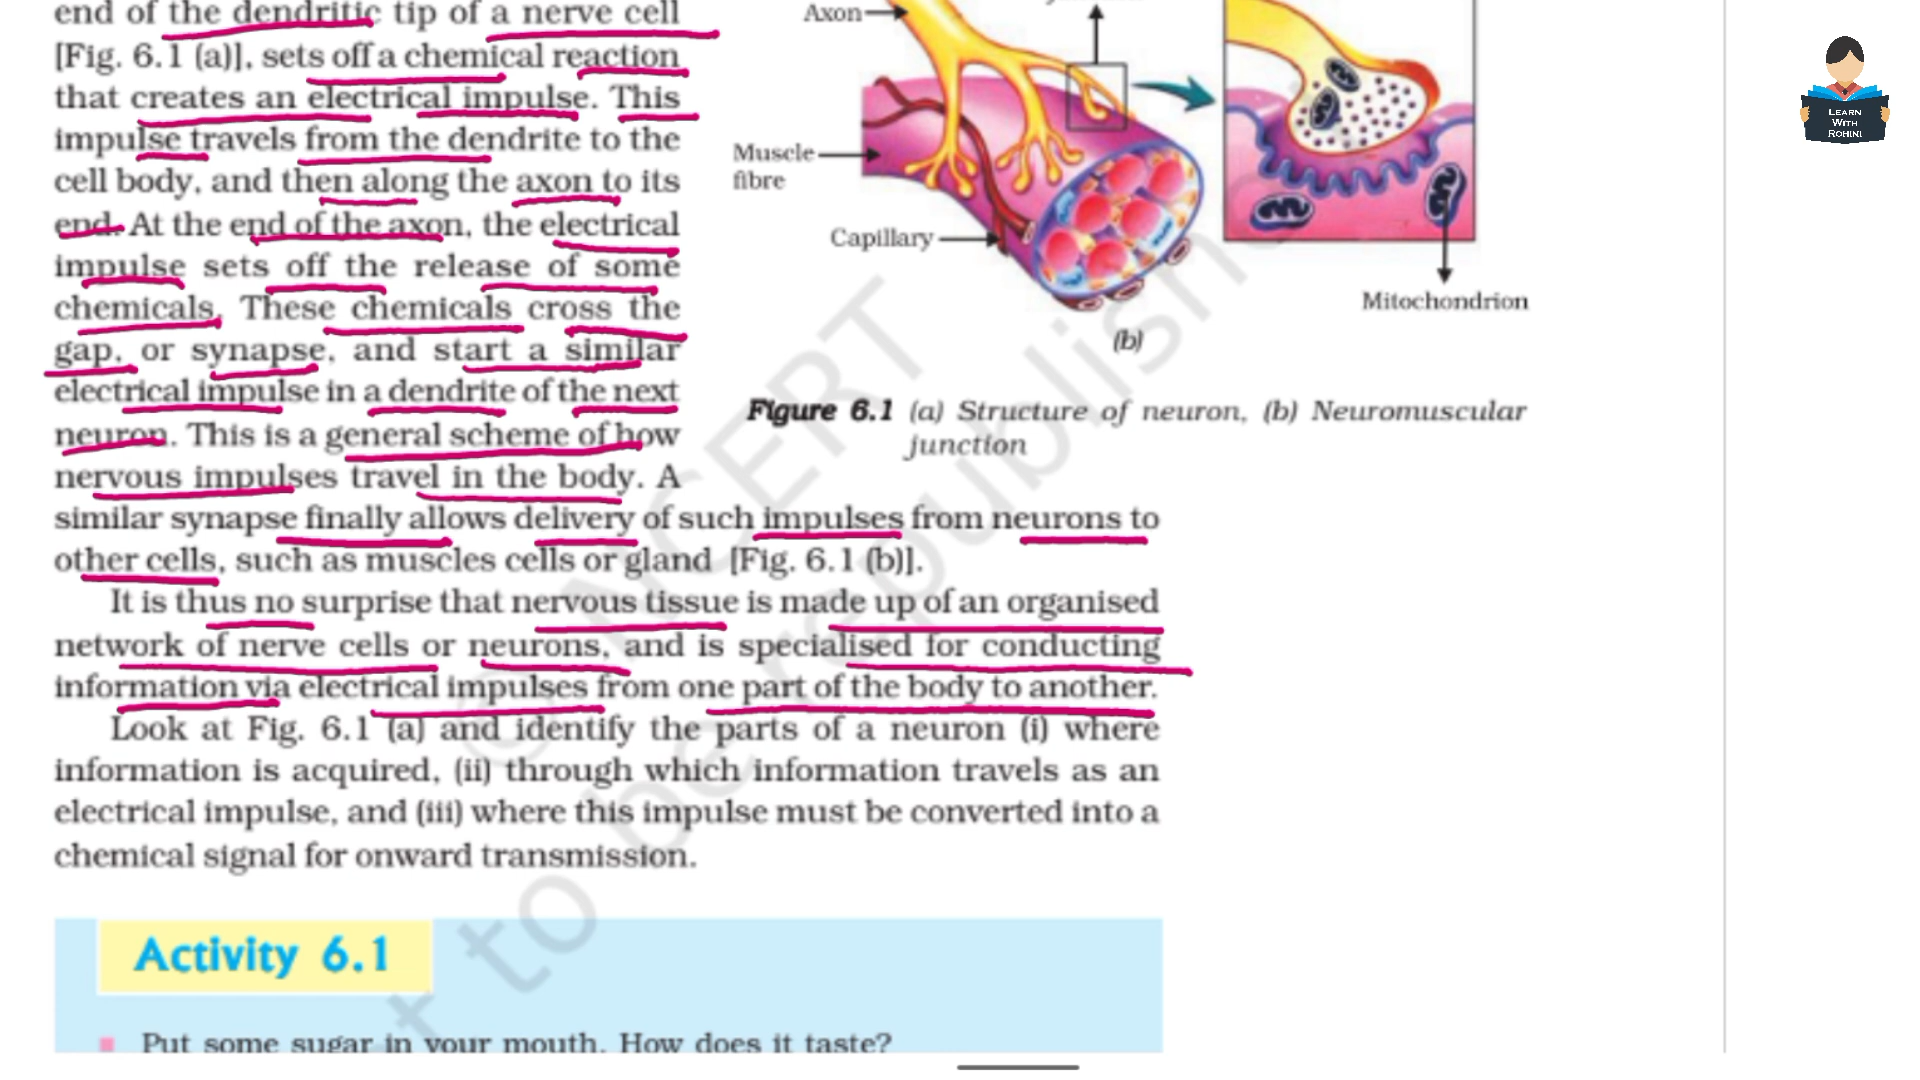 end of the dendritic tip of a nerve cell
[Fig. 6.1 (a)], sets off a chemical reaction
that creates an electrical impulse. This
impulse travels from the dendrite to the
cell body, and then along the axon to its
end. At the end of the axon, the electrical
impulse sets off the release of some
chemicals. These chemicals cross the
gap, or synapse, and start a similar
electrical impulse in a dendrite of the next
neuron. This is a general scheme of how
nervous impulses travel in the body. A
similar synapse finally allows delivery of such impulses from neurons to
other cells, such as muscles cells or gland [Fig. 6.1 (b)].
It is thus no surprise that nervous tissue is made up of an organised
network of nerve cells or neurons, and is specialised for conducting
information via electrical impulses from one part of the body to another.
Look at Fig. 6.1 (a) and identify the parts of a neuron (i) where
information is acquired, (ii) through which information travels as an
electrical impulse, and (iii) where this impulse must be converted into a
chemical signal for onward transmission.
Axon
Muscle
fibre
Capillary
Mitochondrion
(b)
Figure 6.1 (a) Structure of neuron, (b) Neuromuscular
junction
Activity 6.1
Put some sugar in your mouth. How does it taste?
© NCERT
not to be republished
LEARN
WITH
ROHINI